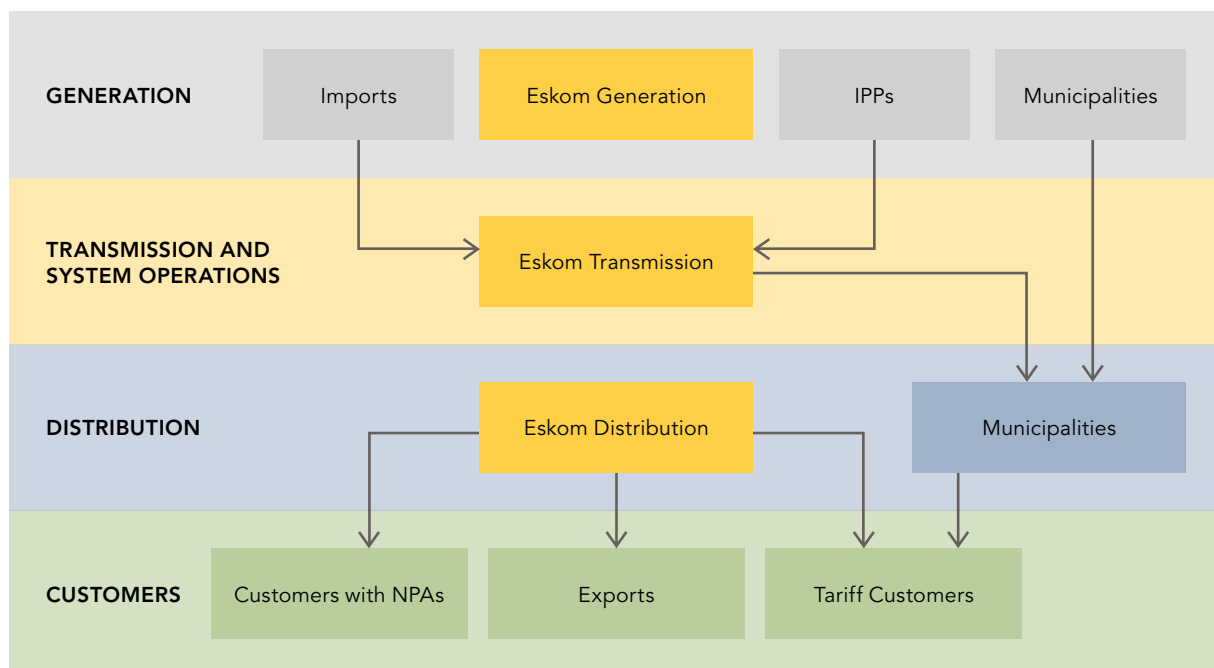 GENERATION
Imports
Eskom Generation
IPPs
Municipalities
TRANSMISSION AND
SYSTEM OPERATIONS
Eskom Transmission
DISTRIBUTION
Eskom Distribution
Municipalities
CUSTOMERS
Customers with NPAs
Exports
Tariff Customers